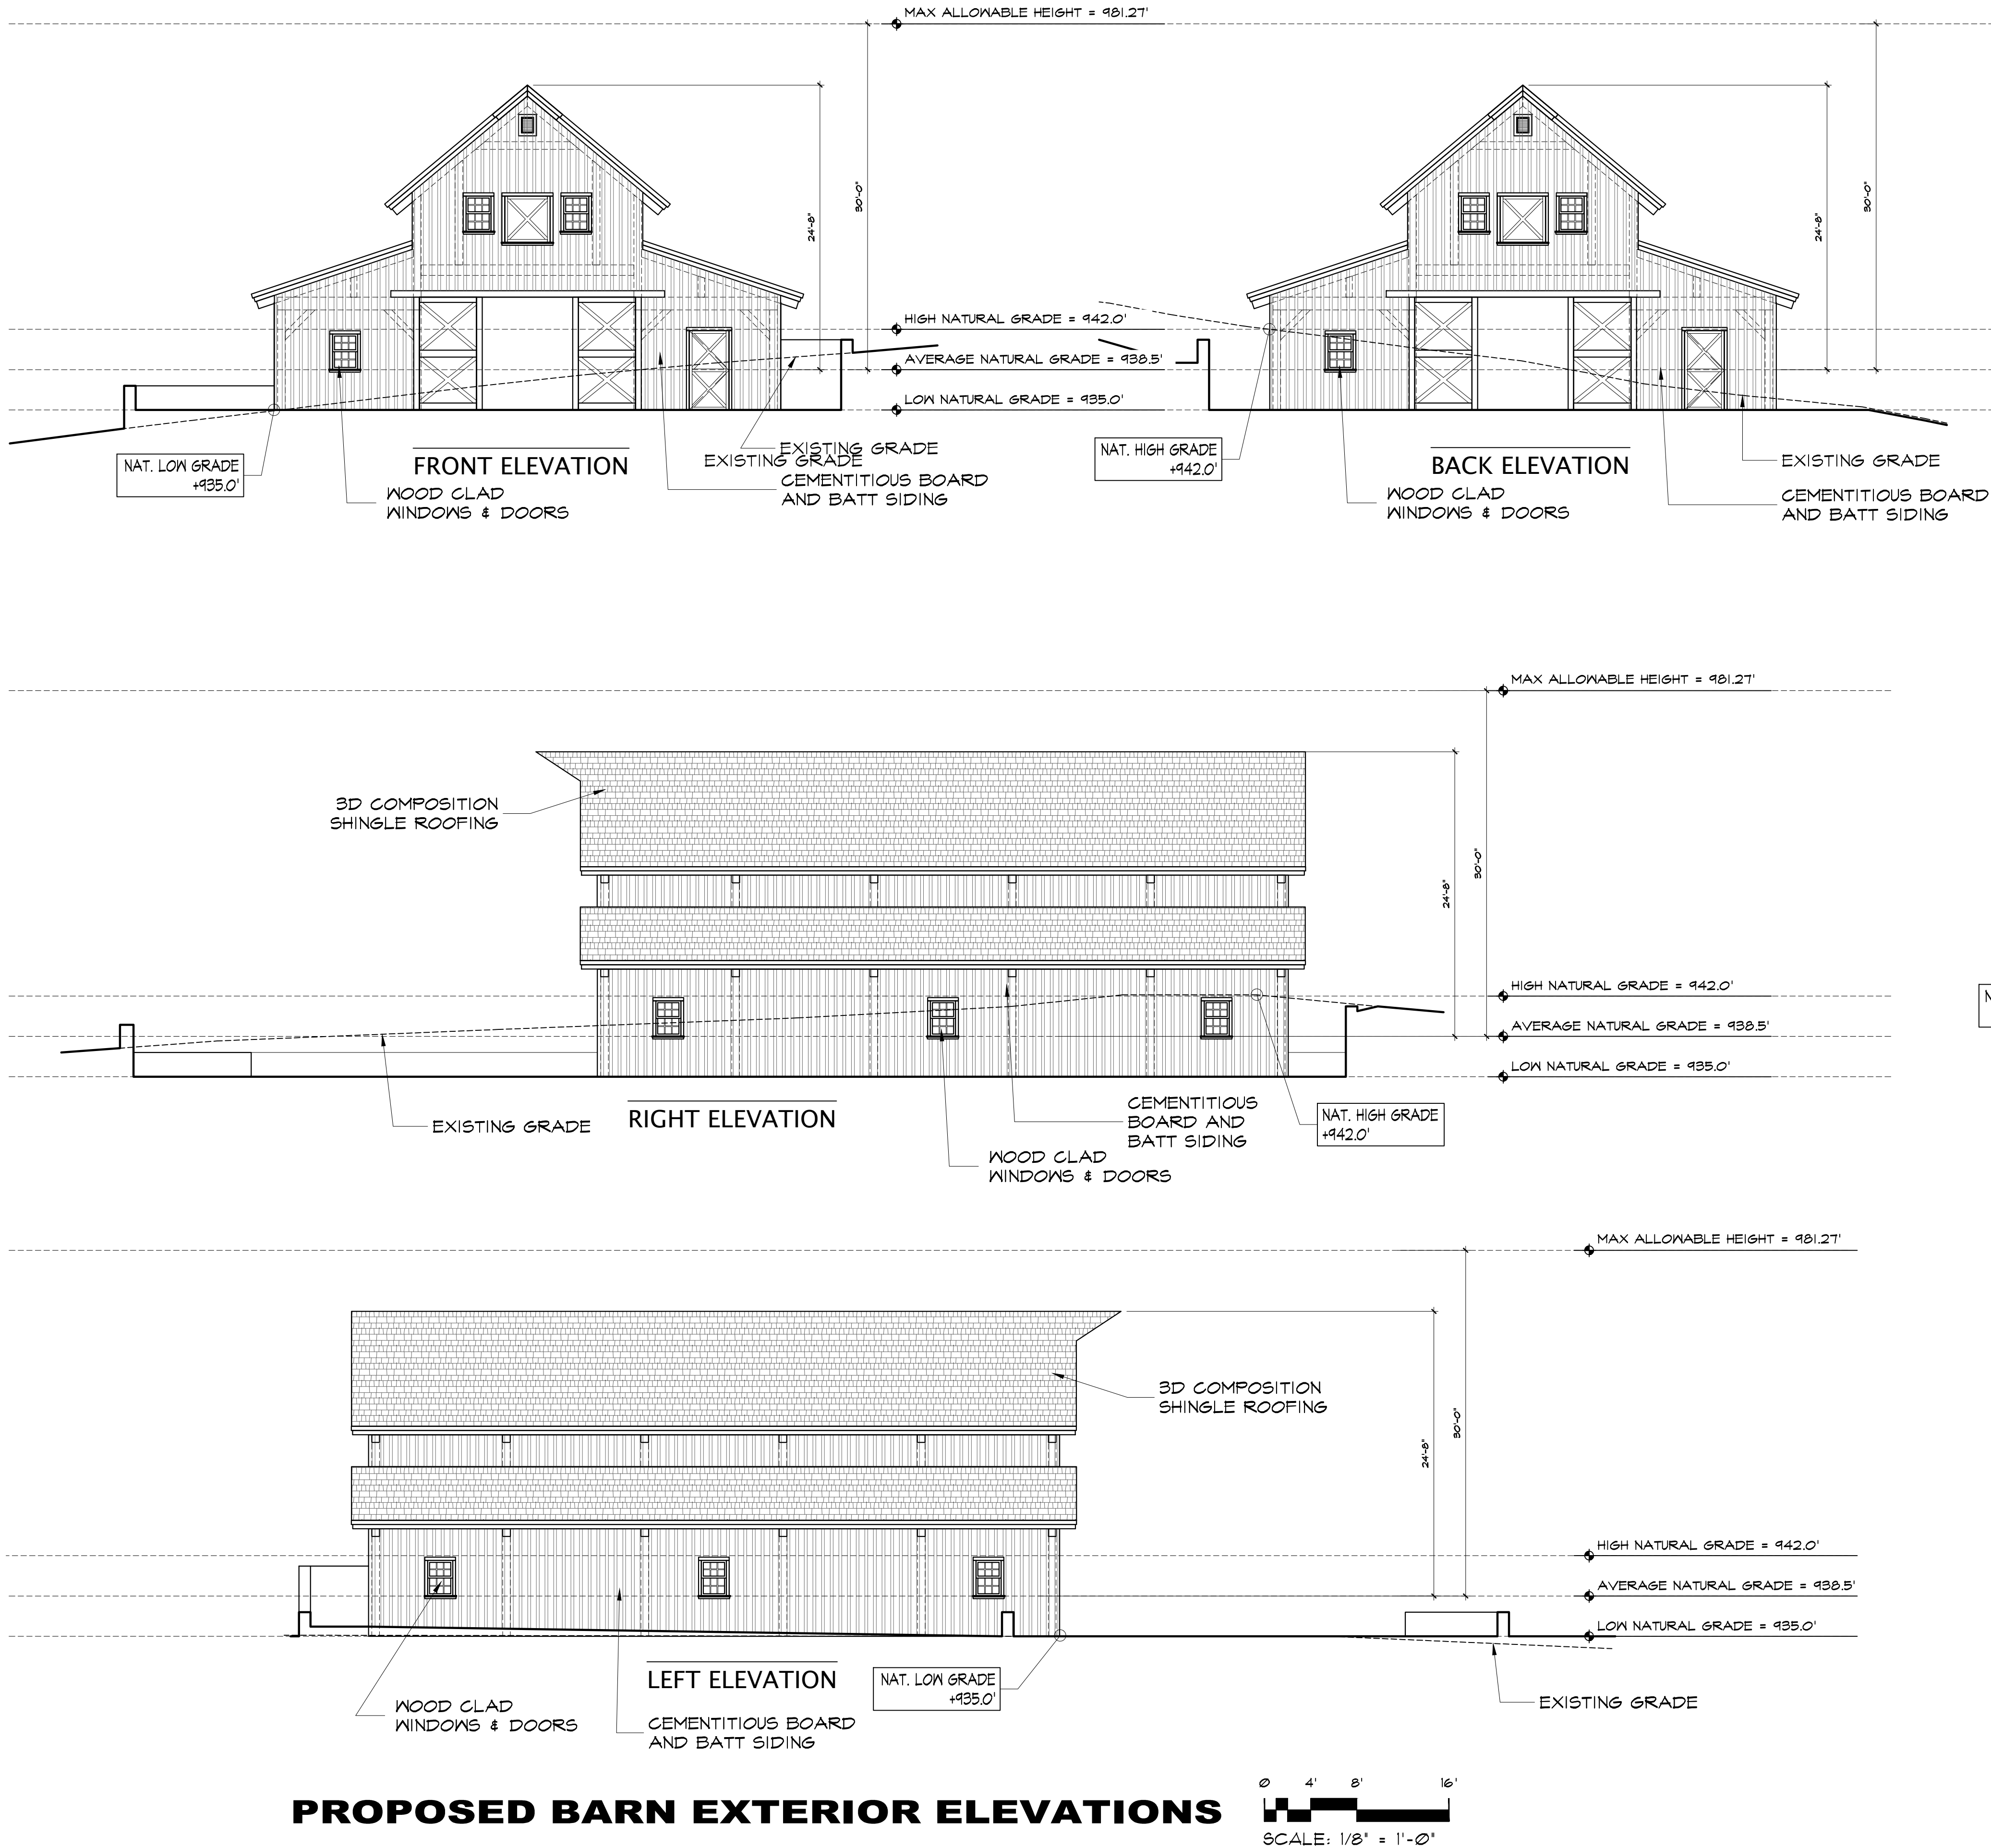 MAX ALLOWABLE HEIGHT = 981.27'
30'-0"
24'-8"
30'-0"
24'-8"
HIGH NATURAL GRADE = 942.0'
AVERAGE NATURAL GRADE = 938.5'
LOW NATURAL GRADE = 935.0'
NAT. LOW GRADE
+935.0'
FRONT ELEVATION
WOOD CLAD
WINDOWS & DOORS
EXISTING GRADE
EXISTING GRADE
CEMENTITIOUS BOARD
AND BATT SIDING
NAT. HIGH GRADE
+942.0'
BACK ELEVATION
WOOD CLAD
WINDOWS & DOORS
EXISTING GRADE
CEMENTITIOUS BOARD
AND BATT SIDING
MAX ALLOWABLE HEIGHT = 981.27'
3D COMPOSITION
SHINGLE ROOFING
30'-0"
24'-8"
HIGH NATURAL GRADE = 942.0'
AVERAGE NATURAL GRADE = 938.5'
LOW NATURAL GRADE = 935.0'
EXISTING GRADE
RIGHT ELEVATION
CEMENTITIOUS
BOARD AND
BATT SIDING
NAT. HIGH GRADE
+942.0'
WOOD CLAD
WINDOWS & DOORS
MAX ALLOWABLE HEIGHT = 981.27'
3D COMPOSITION
SHINGLE ROOFING
30'-0"
24'-8"
HIGH NATURAL GRADE = 942.0'
AVERAGE NATURAL GRADE = 938.5'
LOW NATURAL GRADE = 935.0'
LEFT ELEVATION
NAT. LOW GRADE
+935.0'
WOOD CLAD
WINDOWS & DOORS
CEMENTITIOUS BOARD
AND BATT SIDING
EXISTING GRADE
PROPOSED BARN EXTERIOR ELEVATIONS
0 4' 8' 16'
SCALE: 1/8" = 1'-0"